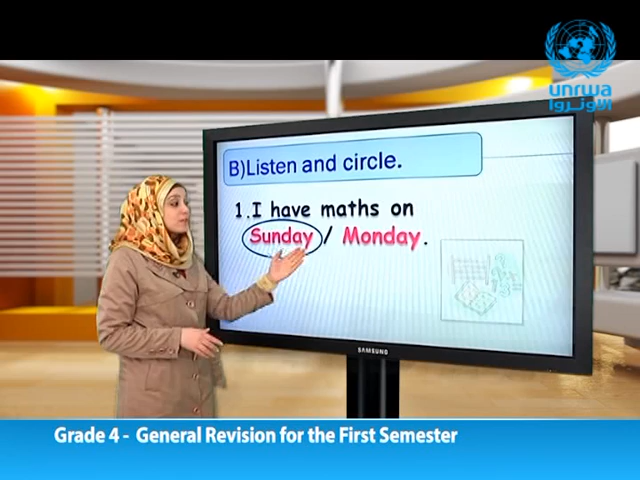 unrwa
الأونروا
B)Listen and circle.
1.I have maths on
Sunday / Monday.
SAMSUNG
Grade 4 - General Revision for the First Semester